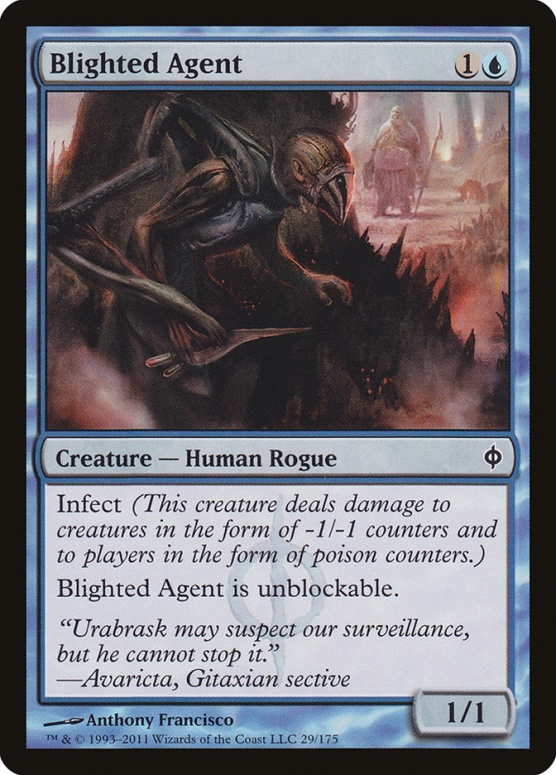 Blighted Agent 1
Creature — Human Rogue
Infect (This creature deals damage to
creatures in the form of -1/-1 counters and
to players in the form of poison counters.)
Blighted Agent is unblockable.
“Urabrask may suspect our surveillance,
but he cannot stop it.”
—Avaricta, Gitaxian sective
1/1
Anthony Francisco
™ & © 1993–2011 Wizards of the Coast LLC 29/175